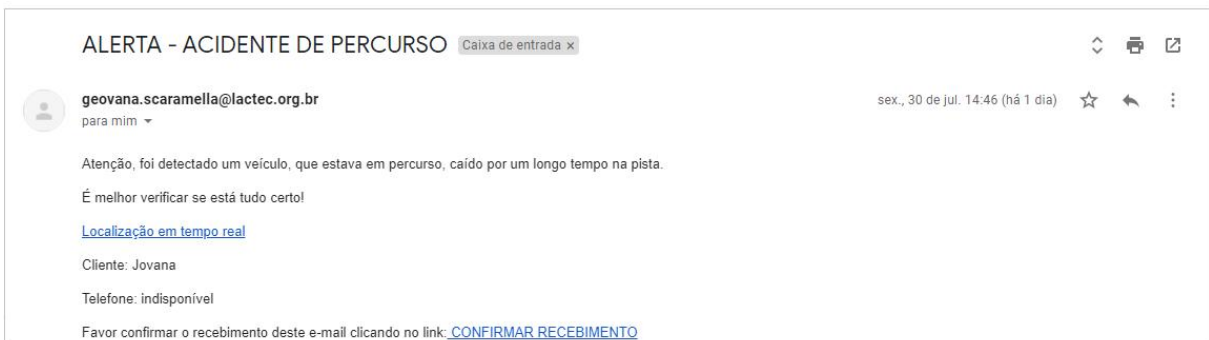 ALERTA - ACIDENTE DE PERCURSO Caixa de entrada x
geovana.scaramella@lactec.org.br sex., 30 de jul. 14:46 (há 1 dia)
para mim
Atenção, foi detectado um veículo, que estava em percurso, caído por um longo tempo na pista.
É melhor verificar se está tudo certo!
Localização em tempo real
Cliente: Jovana
Telefone: indisponível
Favor confirmar o recebimento deste e-mail clicando no link: CONFIRMAR RECEBIMENTO